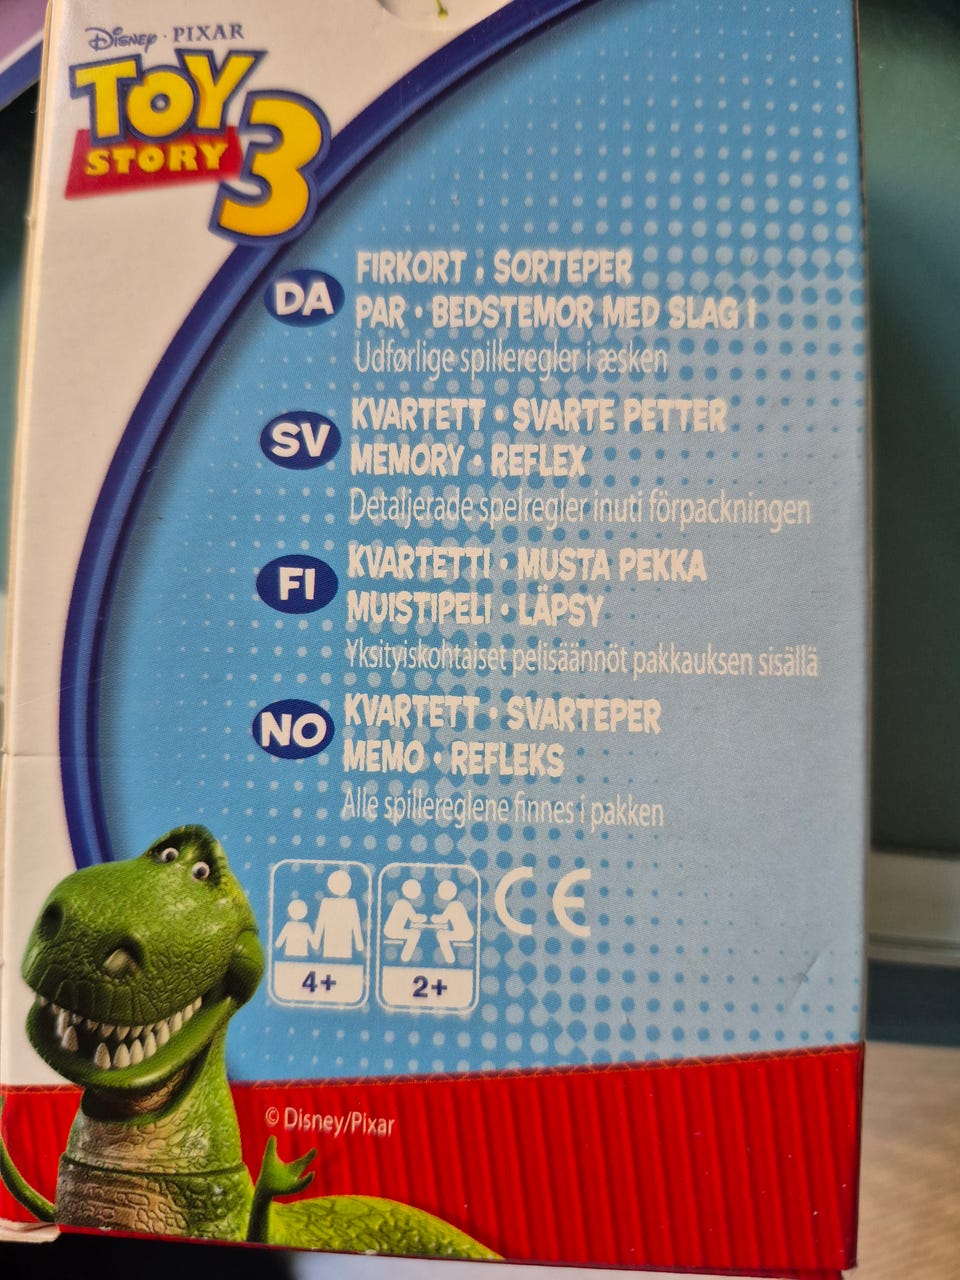 Disney · PIXAR
TOY
STORY 3
DA
FIRKORT · SORTEPER
PAR · BEDSTEMOR MED SLAG I
Udførlige spilleregler i æsken
SV
KVARTETT · SVARTE PETTER
MEMORY · REFLEX
Detaljerade spelregler inuti förpackningen
FI
KVARTETTI · MUSTA PEKKA
MUISTIPELI · LÄPSY
Yksityiskohtaiset pelisäännöt pakkauksen sisällä
NO
KVARTETT · SVARTEPER
MEMO · REFLEKS
Alle spillereglene finnes i pakken
4+ 2+ CE
© Disney/Pixar